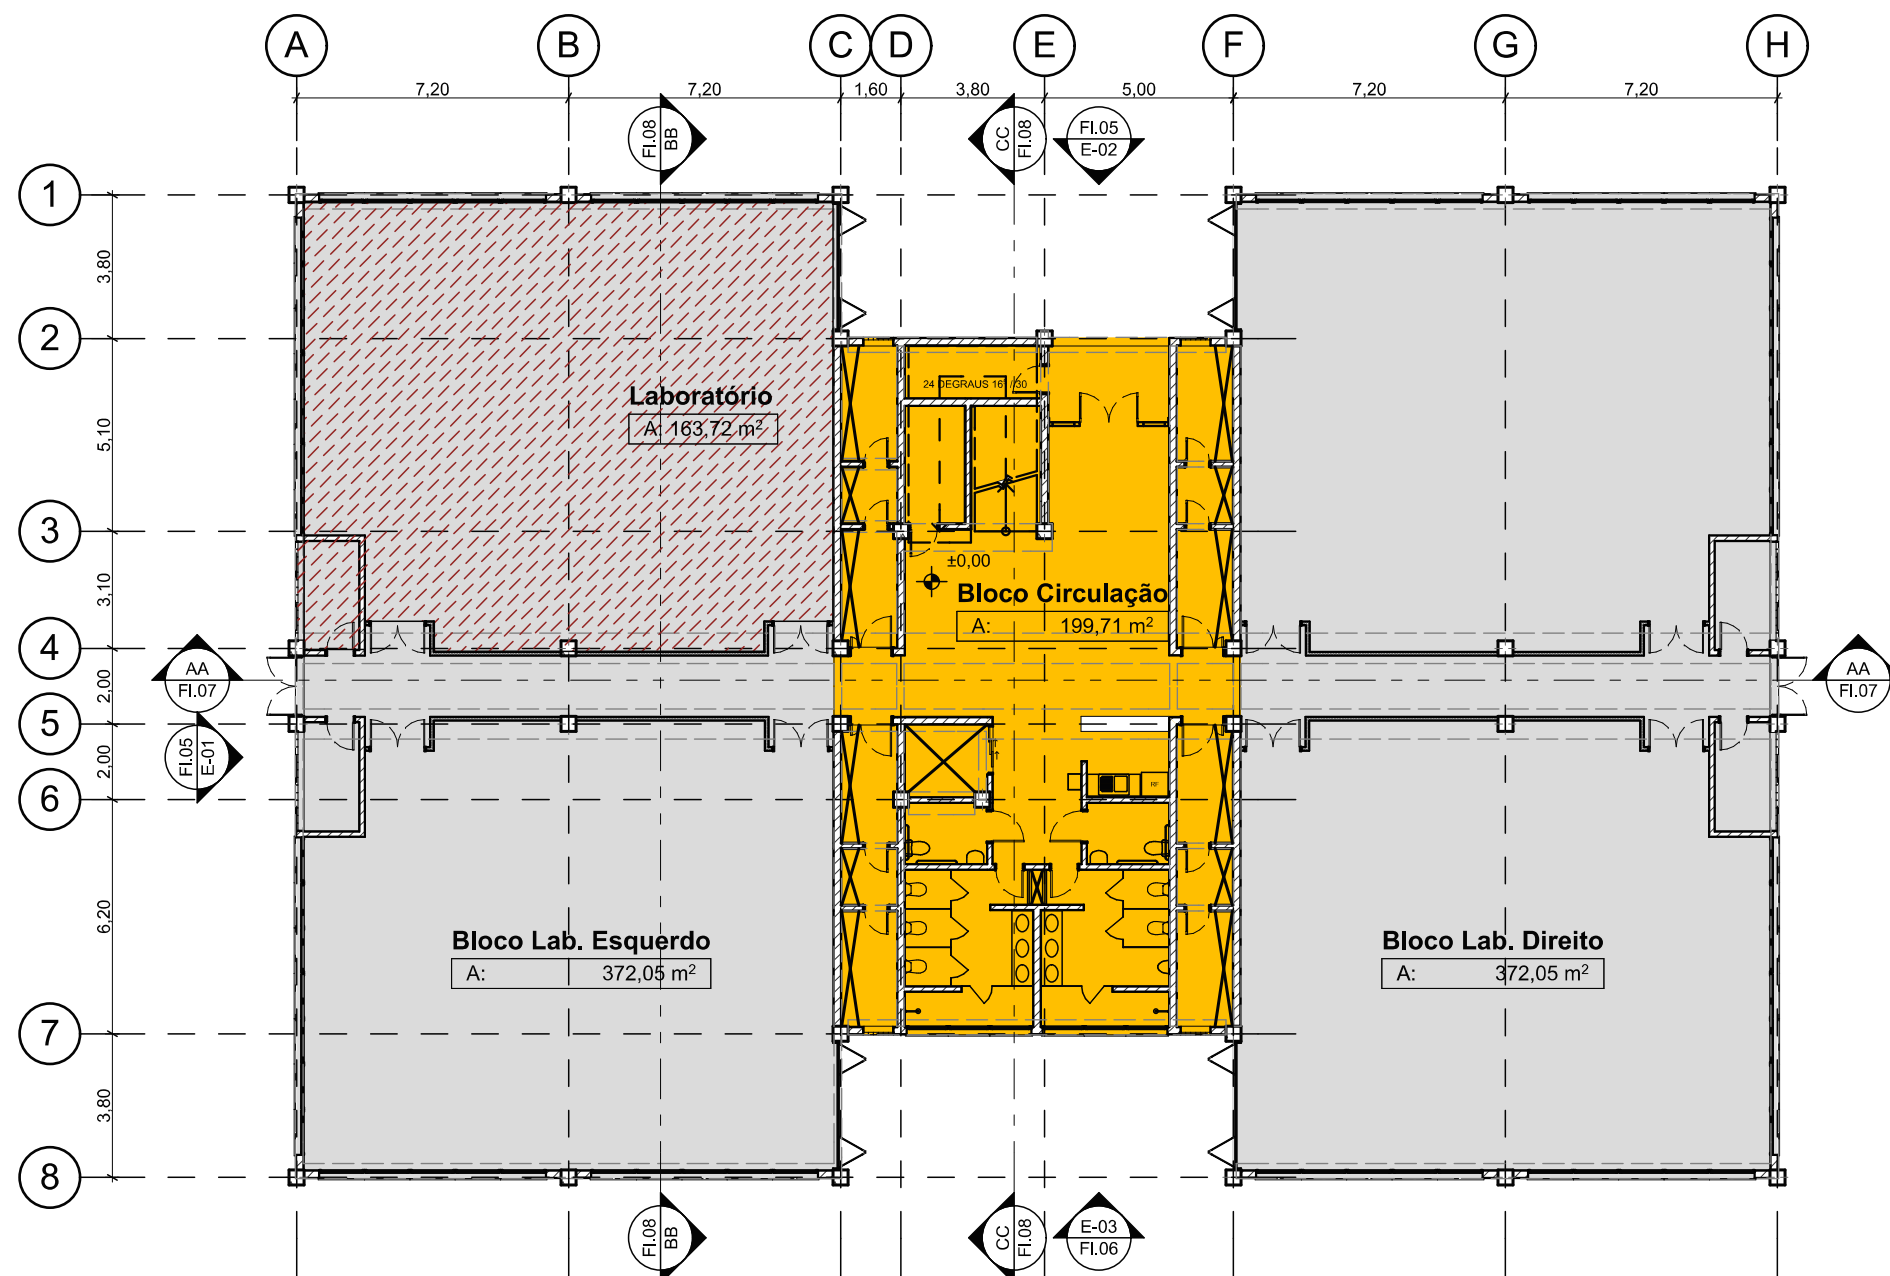 A B C D E F G H
7,20 7,20 1,60 3,80 5,00 7,20 7,20
FI.08 BB
CC FI.08
FI.05
E-02
1
3,80
2
24 DEGRAUS 16 / 30
Laboratório
A: 163,72 m²
5,10
3
±0,00
3,10
Bloco Circulação
A: 199,71 m²
4
AA
FI.07
AA
FI.07
2,00
5
FI.05 E-01
2,00
RF
6
6,20
Bloco Lab. Esquerdo
A: 372,05 m²
Bloco Lab. Direito
A: 372,05 m²
7
3,80
8
FI.08 BB
CC FI.08
E-03
FI.06